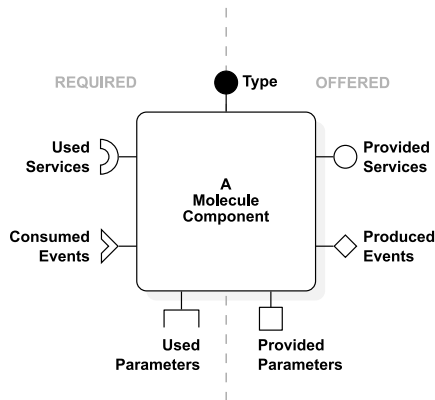 REQUIRED
OFFERED
Type
Used
Services
Provided
Services
A
Molecule
Component
Consumed
Events
Produced
Events
Used
Parameters
Provided
Parameters